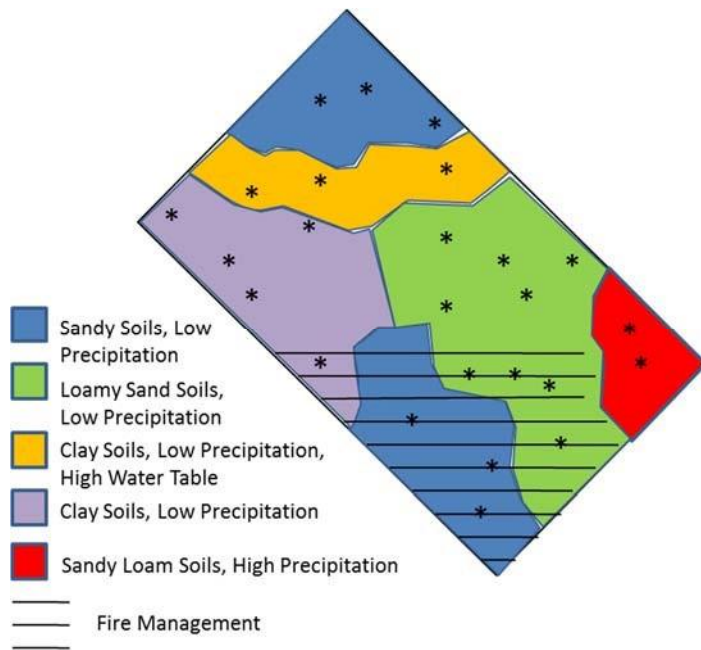 Sandy Soils, Low
Precipitation
Loamy Sand Soils,
Low Precipitation
Clay Soils, Low Precipitation,
High Water Table
Clay Soils, Low Precipitation
Sandy Loam Soils, High Precipitation
Fire Management